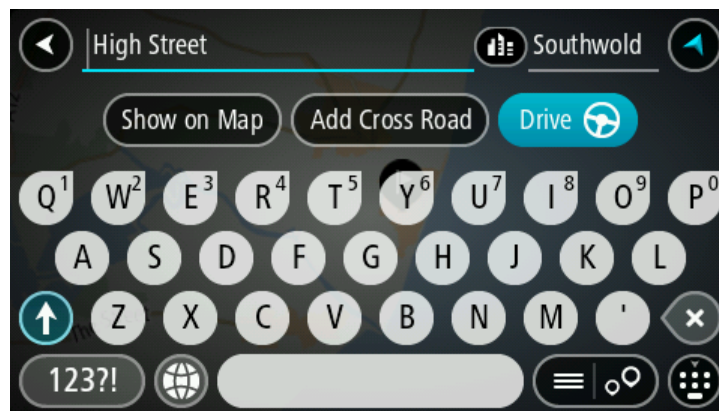 High Street Southwold
Show on Map Add Cross Road Drive
Q1 W2 E3 R4 T5 Y6 U7 I8 O9 P0
A S D F G H J K L
Z X C V B N M '
123?!